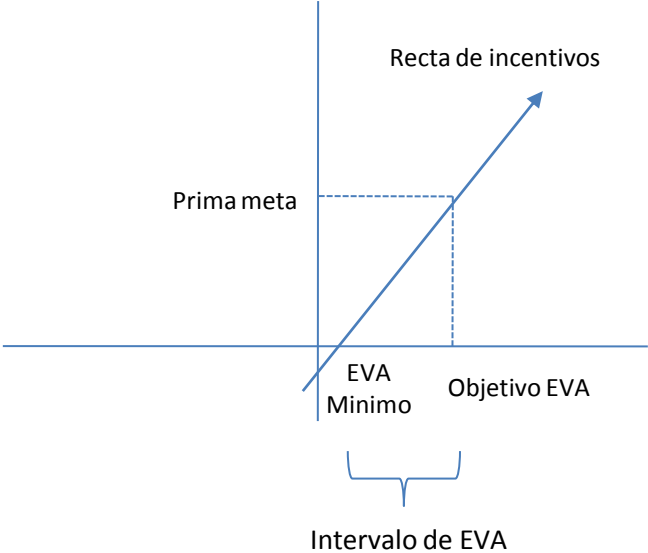 Recta de incentivos
Prima meta
EVA
Minimo
Objetivo EVA
Intervalo de EVA